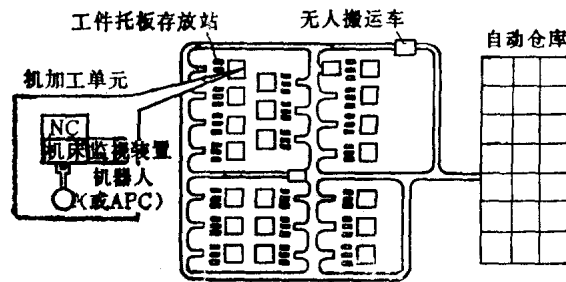 工件托板存放站
无人搬运车
自动仓库
机加工单元
NC
机床监视装置
机器人
(或APC)